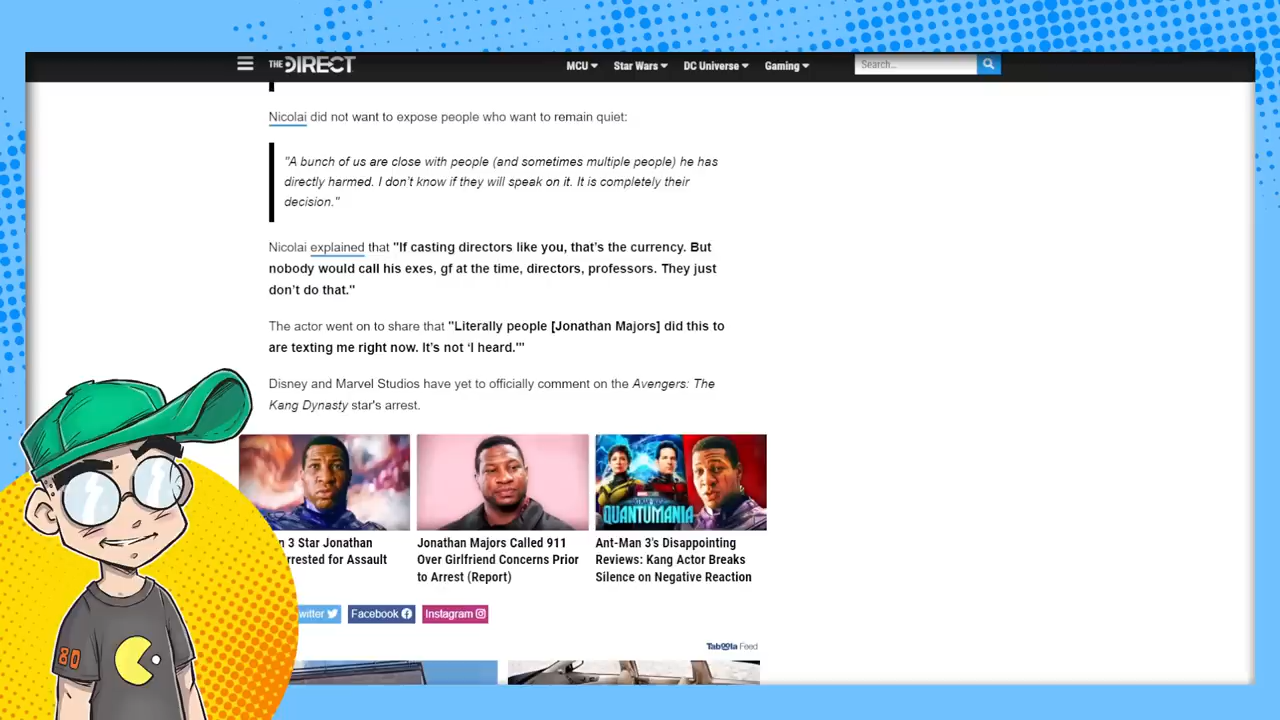 THE DIRECT
MCU
Star Wars
DC Universe
Gaming
Search...
Nicolai did not want to expose people who want to remain quiet:
"A bunch of us are close with people (and sometimes multiple people) he has
directly harmed. I don't know if they will speak on it. It is completely their
decision."
Nicolai explained that "If casting directors like you, that's the currency. But
nobody would call his exes, gf at the time, directors, professors. They just
don't do that."
The actor went on to share that "Literally people [Jonathan Majors] did this to
are texting me right now. It's not 'I heard.'"
Disney and Marvel Studios have yet to officially comment on the Avengers: The
Kang Dynasty star's arrest.
QUANTUMANIA
n 3 Star Jonathan
rrested for Assault
Jonathan Majors Called 911
Over Girlfriend Concerns Prior
to Arrest (Report)
Ant-Man 3's Disappointing
Reviews: Kang Actor Breaks
Silence on Negative Reaction
witter
Facebook
Instagram
Taboola Feed
80